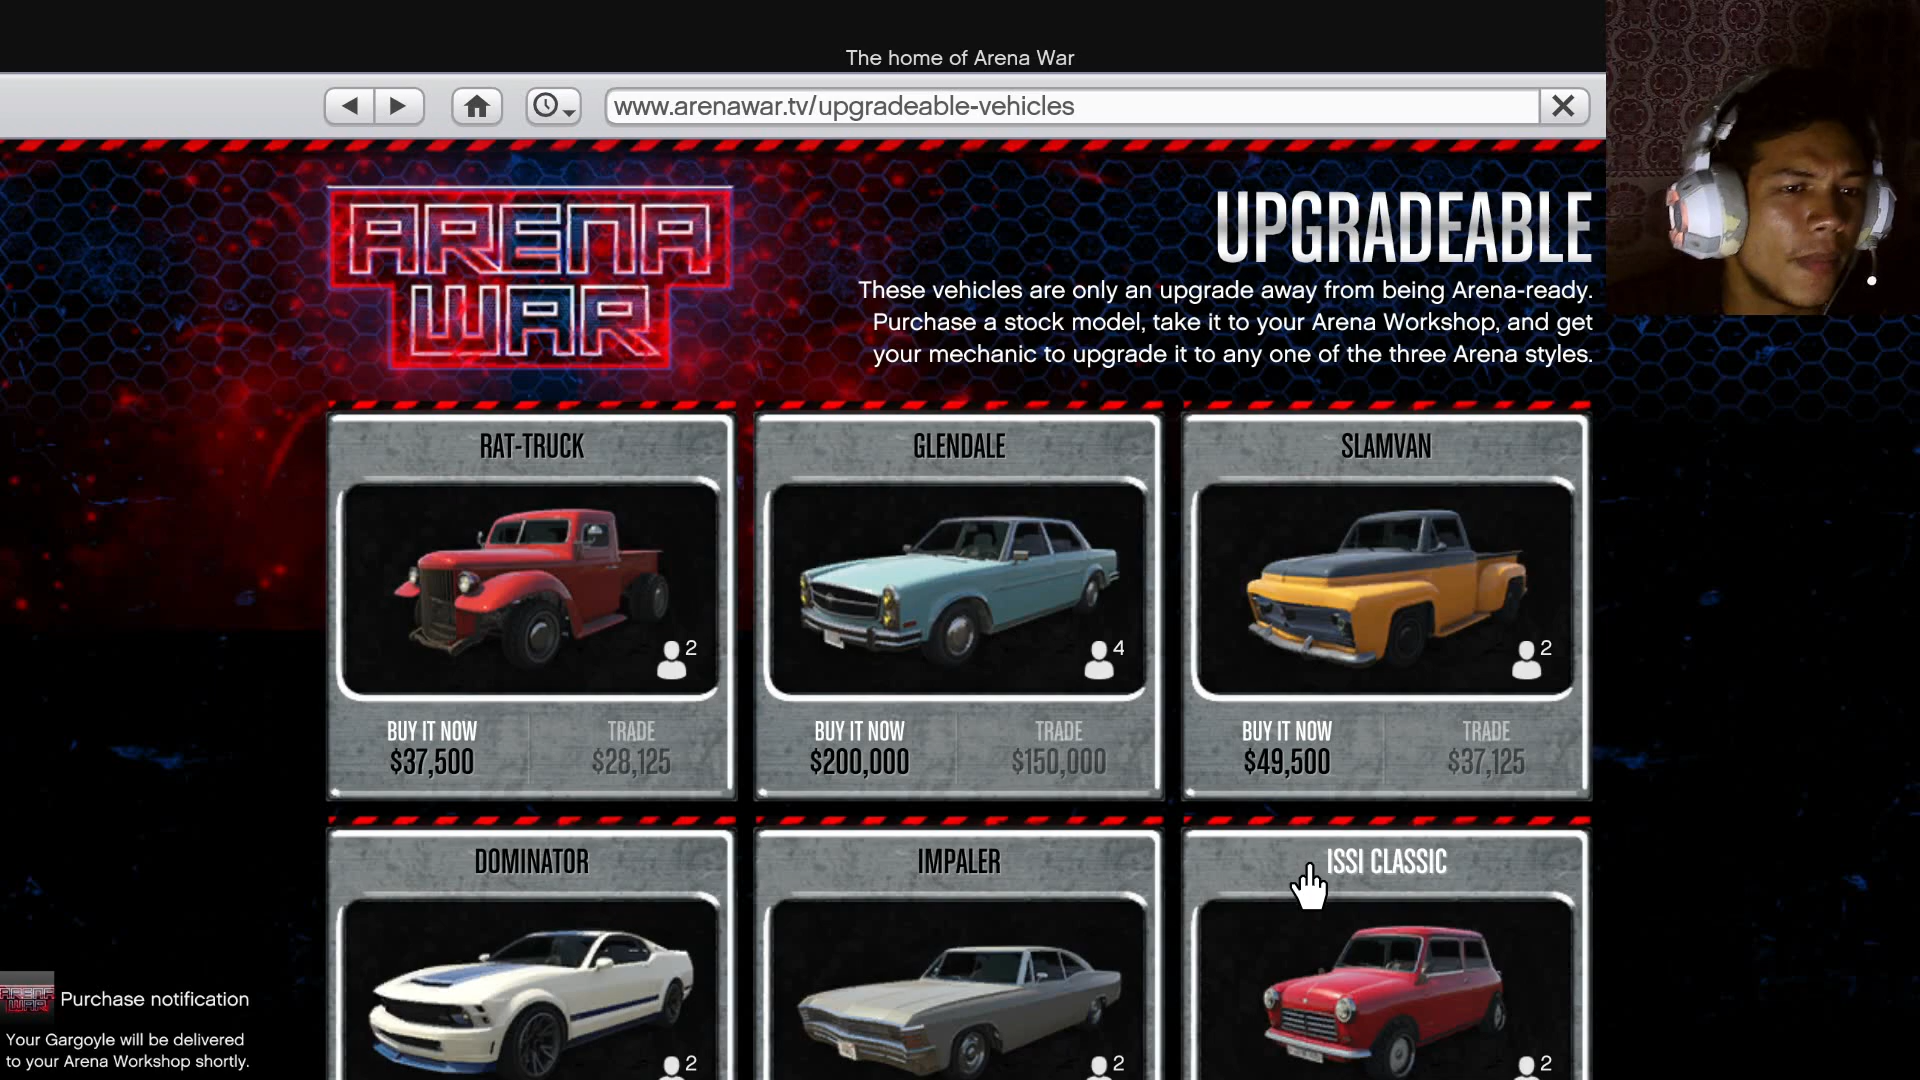 The home of Arena War
www.arenawar.tv/upgradeable-vehicles
ARENA
WAR
UPGRADEABLE
These vehicles are only an upgrade away from being Arena-ready.
Purchase a stock model, take it to your Arena Workshop, and get
your mechanic to upgrade it to any one of the three Arena styles.
RAT-TRUCK
2
BUY IT NOW
$37,500
TRADE
$28,125
GLENDALE
4
BUY IT NOW
$200,000
TRADE
$150,000
SLAMVAN
2
BUY IT NOW
$49,500
TRADE
$37,125
DOMINATOR
2
IMPALER
2
ISSI CLASSIC
2
ARENA
WAR
Purchase notification
Your Gargoyle will be delivered
to your Arena Workshop shortly.